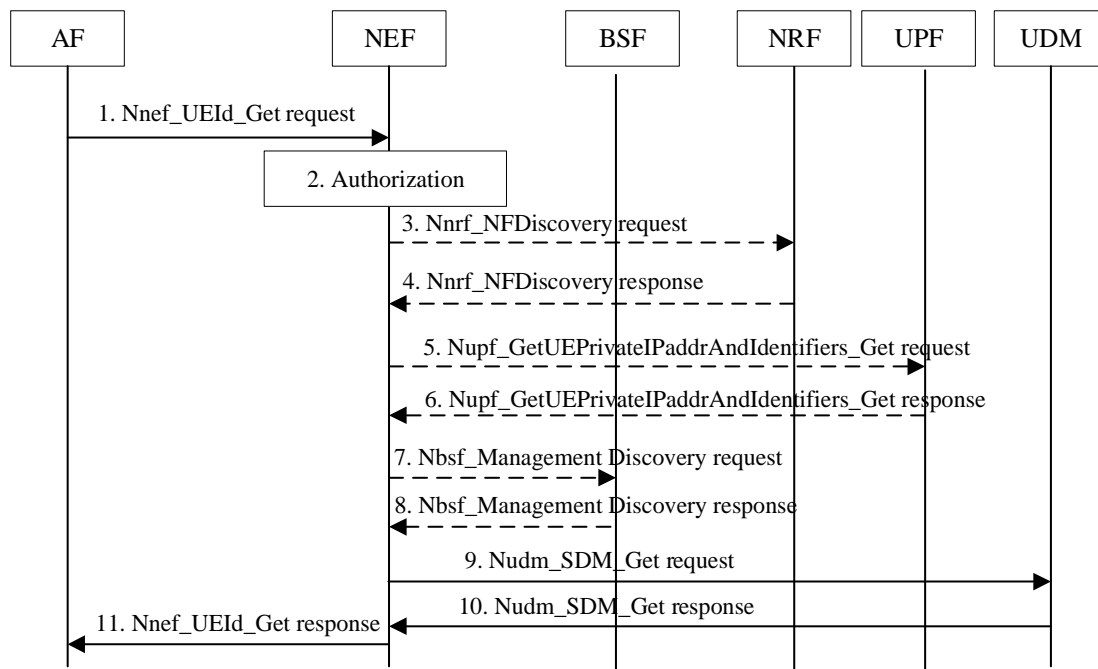 AF NEF BSF NRF UPF UDM
1. Nnef_UEId_Get request
2. Authorization
3. Nnrf_NFDiscovery request
4. Nnrf_NFDiscovery response
5. Nupf_GetUEPrivateIPaddrAndIdentifiers_Get request
6. Nupf_GetUEPrivateIPaddrAndIdentifiers_Get response
7. Nbsf_Management Discovery request
8. Nbsf_Management Discovery response
9. Nudm_SDM_Get request
10. Nudm_SDM_Get response
11. Nnef_UEId_Get response